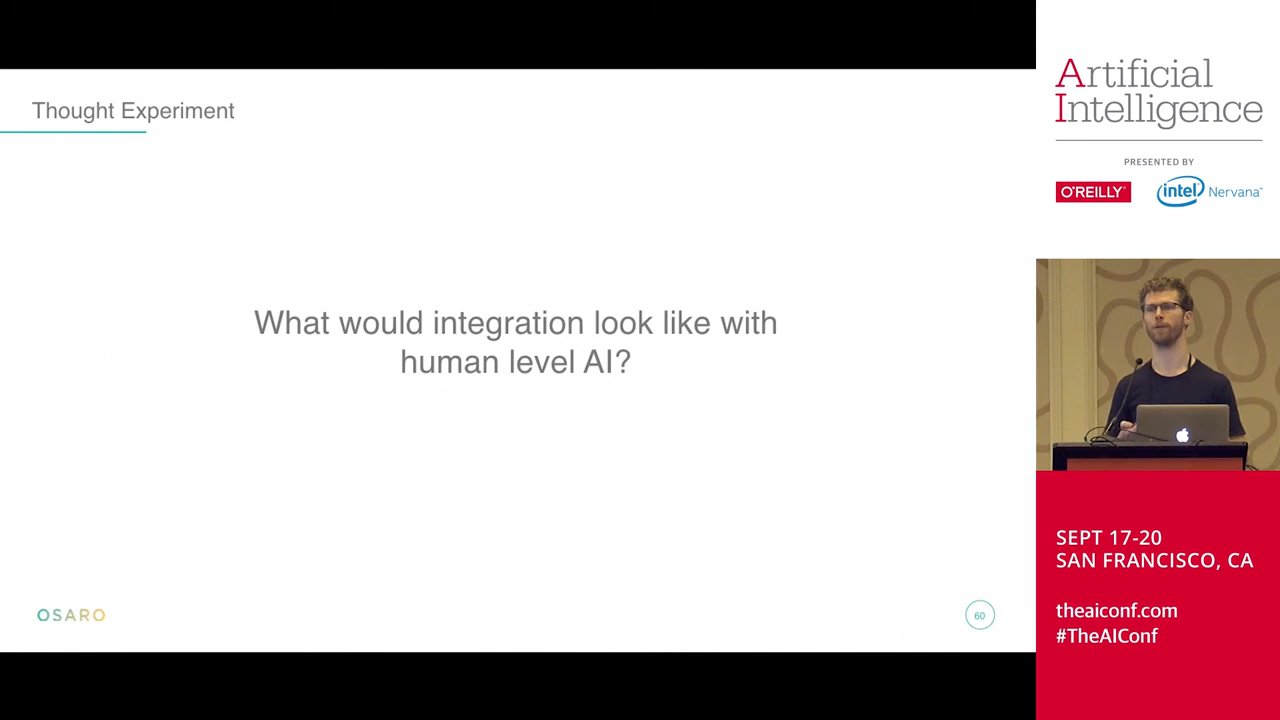 Thought Experiment
What would integration look like with
human level AI?
OSARO
60
Artificial
Intelligence
PRESENTED BY
O'REILLY
intel Nervana™
SEPT 17-20
SAN FRANCISCO, CA
theaiconf.com
#TheAIConf